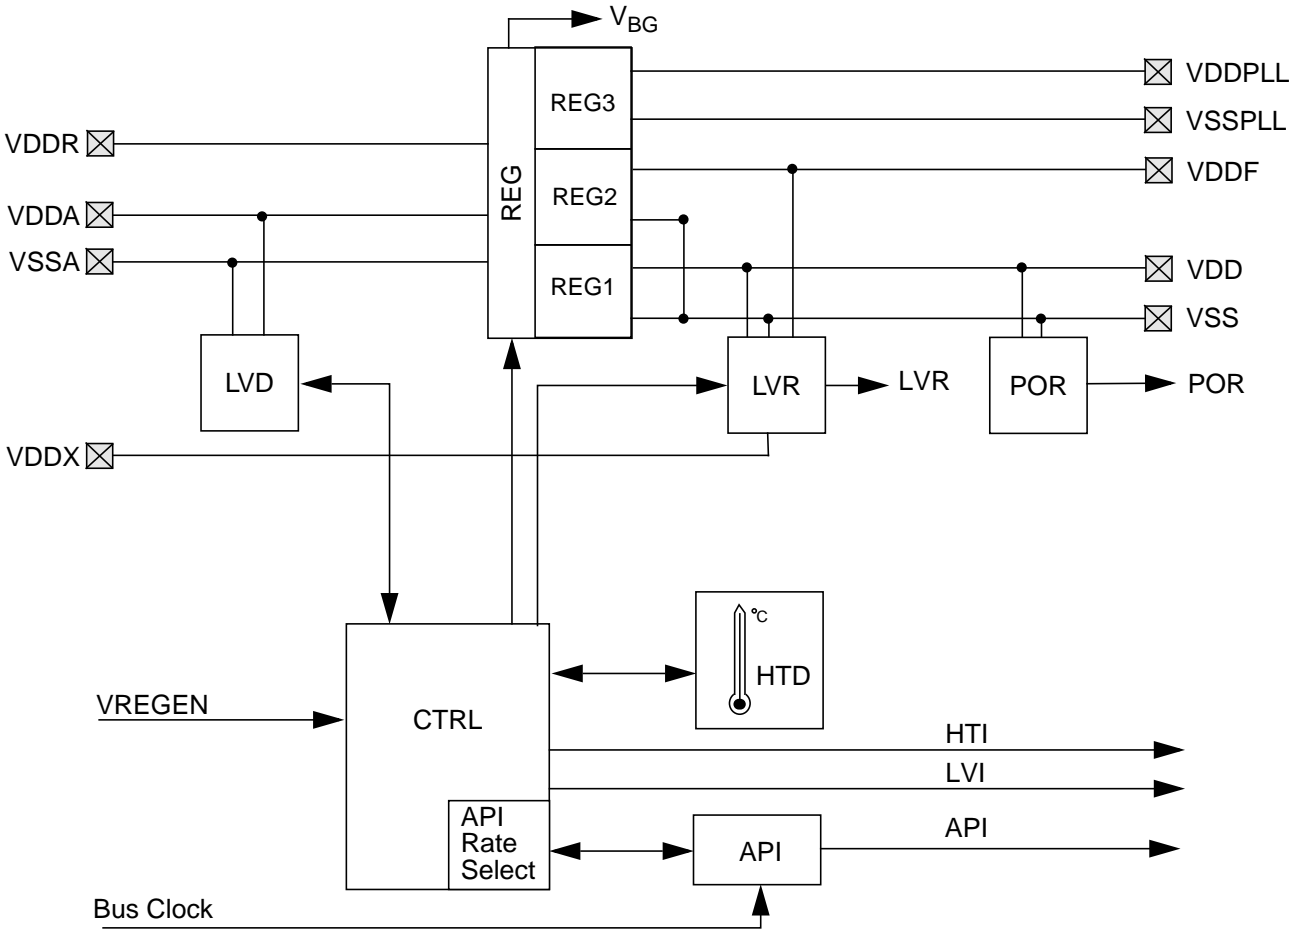 VBG
REG3
VDDPLL
VSSPLL
VDDR
REG
VDDF
REG2
VDDA
VSSA
VDD
REG1
VSS
LVD
LVR
LVR
POR
POR
VDDX
°C
HTD
VREGEN
CTRL
HTI
LVI
API
Rate
Select
API
API
Bus Clock